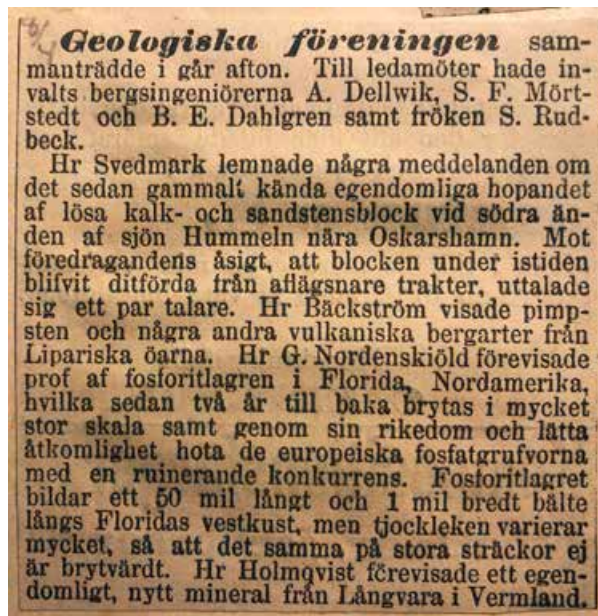 6/4
Geologiska föreningen sam-
manträdde i går afton. Till ledamöter hade in-
valts bergsingeniörerna A. Dellwik, S. F. Mört-
stedt och B. E. Dahlgren samt fröken S. Rud-
beck.
Hr Svedmark lemnade några meddelanden om
det sedan gammalt kända egendomliga hopandet
af lösa kalk- och sandstensblock vid södra än-
den af sjön Hummeln nära Oskarshamn. Mot
föredragandens åsigt, att blocken under istiden
blifvit ditförda från aflägsnare trakter, uttalade
sig ett par talare. Hr Bäckström visade pimp-
sten och några andra vulkaniska bergarter från
Lipariska öarna. Hr G. Nordenskiöld förevisade
prof af fosforitlagren i Florida, Nordamerika,
hvilka sedan två år till baka brytas i mycket
stor skala samt genom sin rikedom och lätta
åtkomlighet hota de europeiska fosfatgrufvorna
med en ruinerande konkurrens. Fosforitlagret
bildar ett 50 mil långt och 1 mil bredt bälte
långs Floridas vestkust, men tjockleken varierar
mycket, så att det samma på stora sträckor ej
är brytvärdt. Hr Holmqvist förevisade ett egen-
domligt, nytt mineral från Långvara i Vermland.